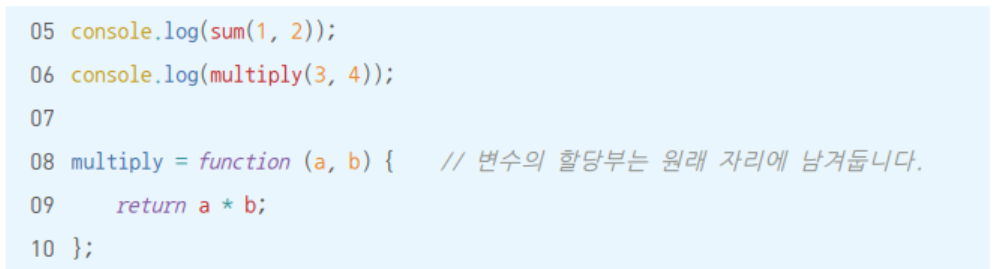 05 console.log(sum(1, 2));
06 console.log(multiply(3, 4));
07
08 multiply = function (a, b) {    // 변수의 할당부는 원래 자리에 남겨둡니다.
09     return a * b;
10 };